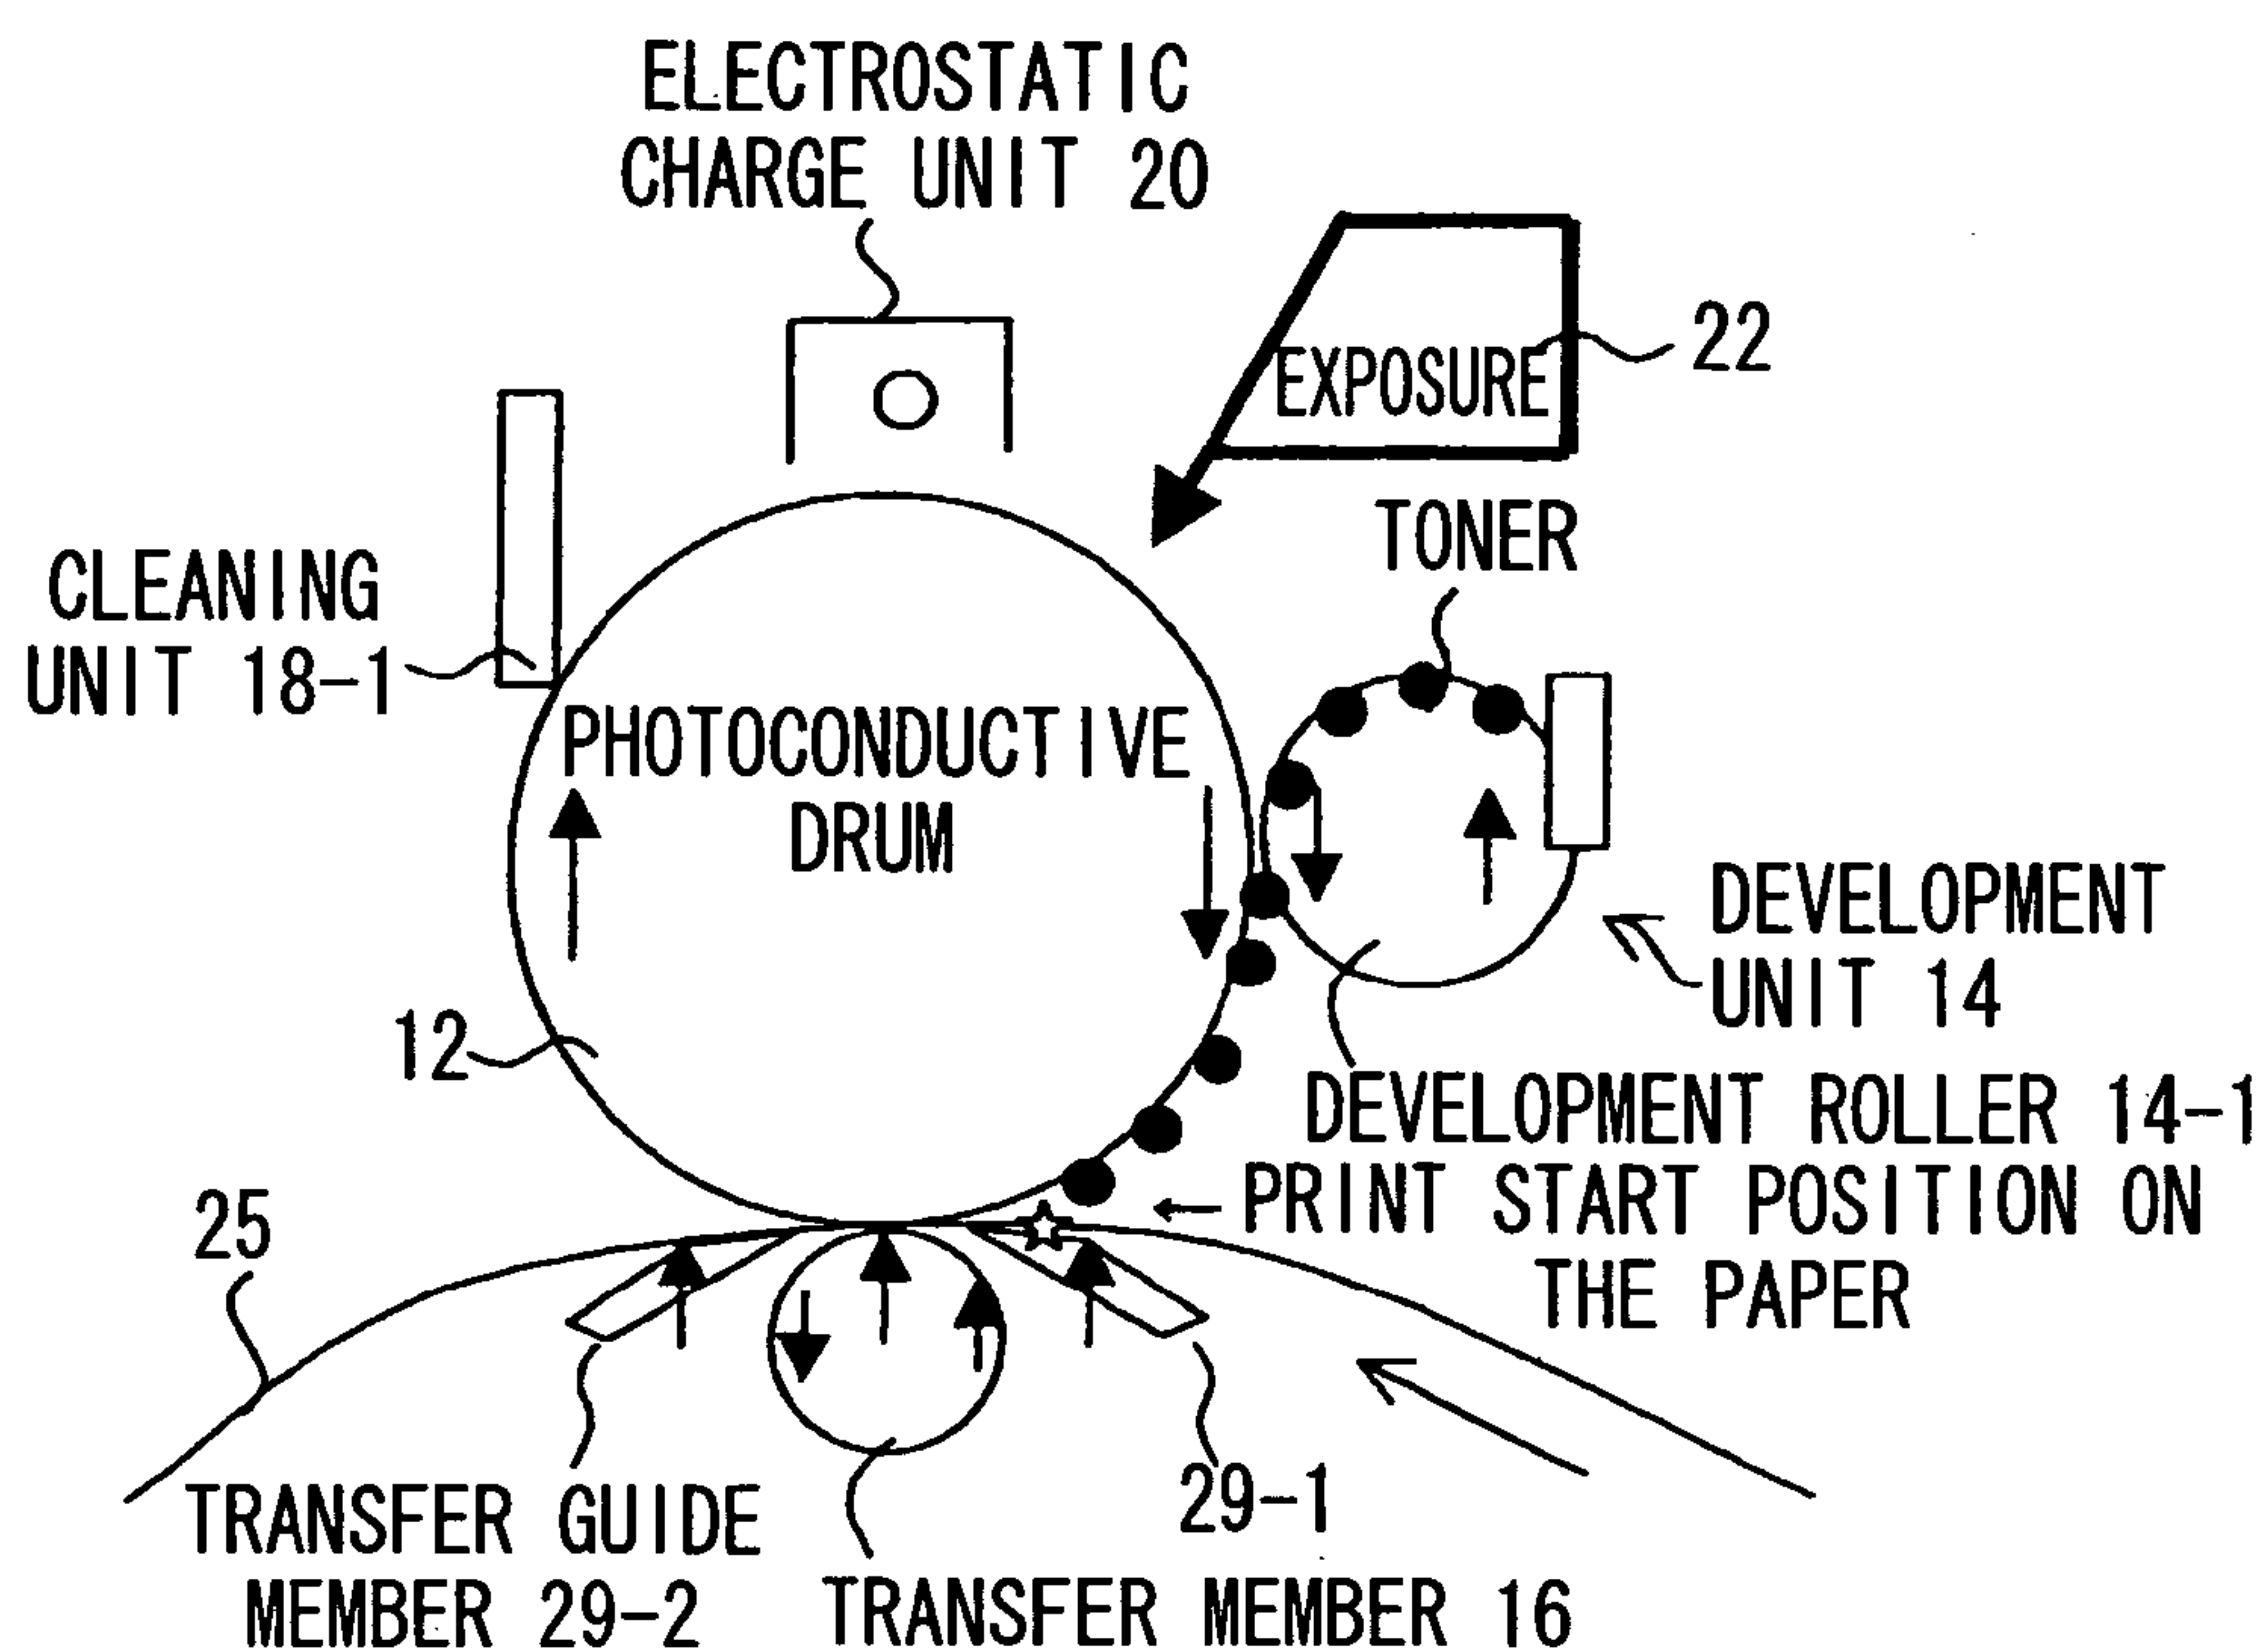 ELECTROSTATIC
CHARGE UNIT 20
22
EXPOSURE
TONER
CLEANING
UNIT 18-1
PHOTOCONDUCTIVE
DRUM
DEVELOPMENT
UNIT 14
12
DEVELOPMENT ROLLER 14-1
PRINT START POSITION ON
THE PAPER
25
29-1
TRANSFER GUIDE
MEMBER 29-2
TRANSFER MEMBER 16